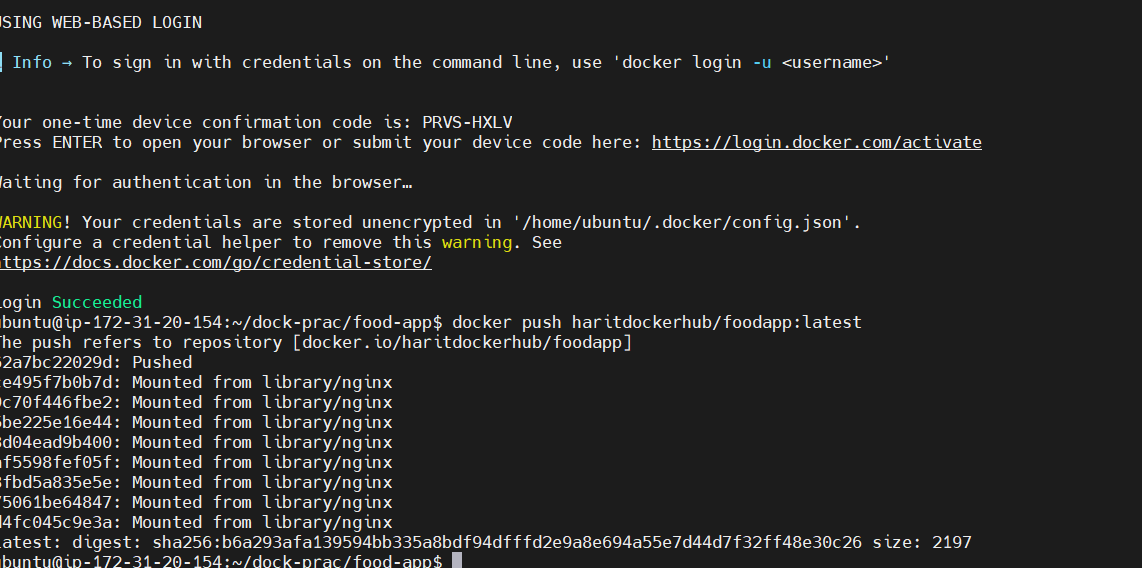 USING WEB-BASED LOGIN
Info → To sign in with credentials on the command line, use 'docker login -u <username>'
Your one-time device confirmation code is: PRVS-HXLV
Press ENTER to open your browser or submit your device code here: https://login.docker.com/activate
Waiting for authentication in the browser…
WARNING! Your credentials are stored unencrypted in '/home/ubuntu/.docker/config.json'.
Configure a credential helper to remove this warning. See
https://docs.docker.com/go/credential-store/
Login Succeeded
ubuntu@ip-172-31-20-154:~/dock-prac/food-app$ docker push haritdockerhub/foodapp:latest
The push refers to repository [docker.io/haritdockerhub/foodapp]
Pushed
Mounted from library/nginx
Mounted from library/nginx
Mounted from library/nginx
Mounted from library/nginx
Mounted from library/nginx
Mounted from library/nginx
Mounted from library/nginx
Mounted from library/nginx
latest: digest: sha256:b6a293afa139594bb335a8bdf94dfffd2e9a8e694a55e7d44d7f32ff48e30c26 size: 2197
ubuntu@ip-172-31-20-154:~/dock-prac/food-app$